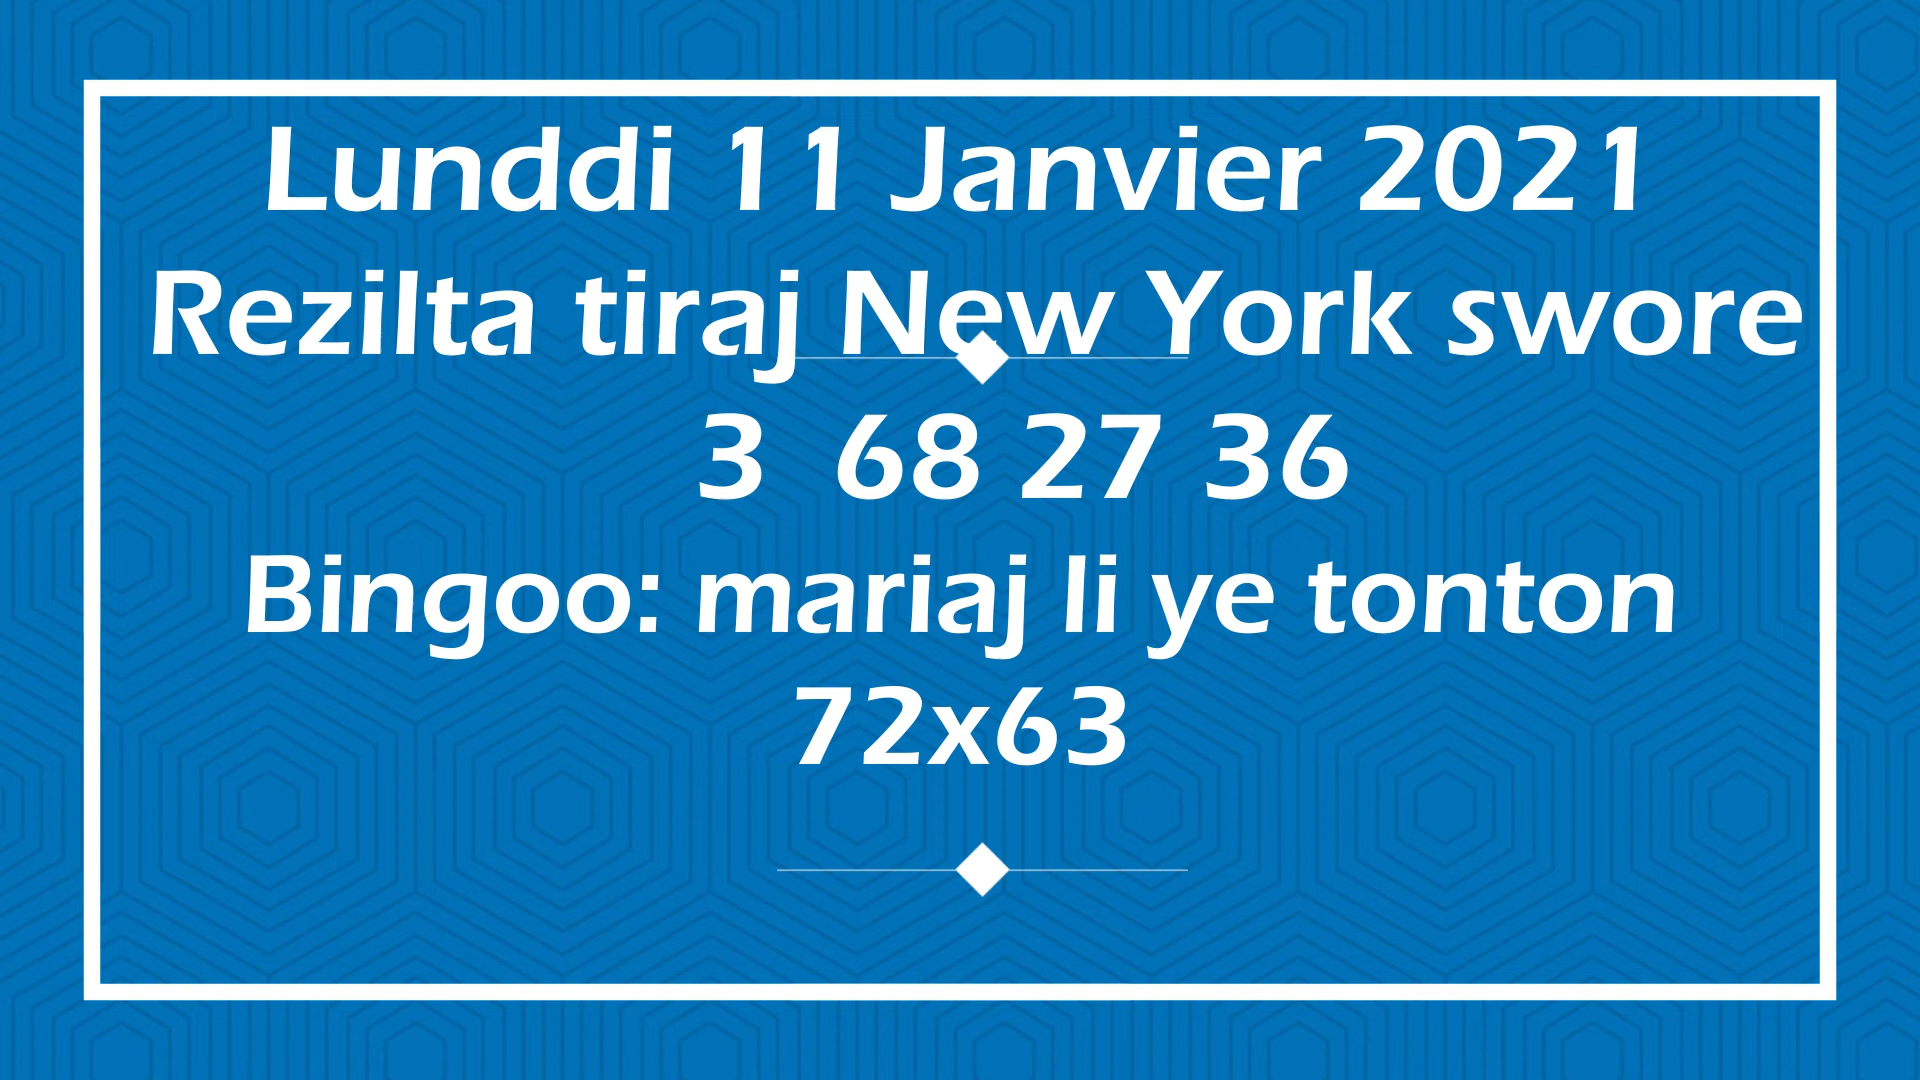 Lunddi 11 Janvier 2021
Rezilta tiraj New York swore
3 68 27 36
Bingoo: mariaj li ye tonton
72x63